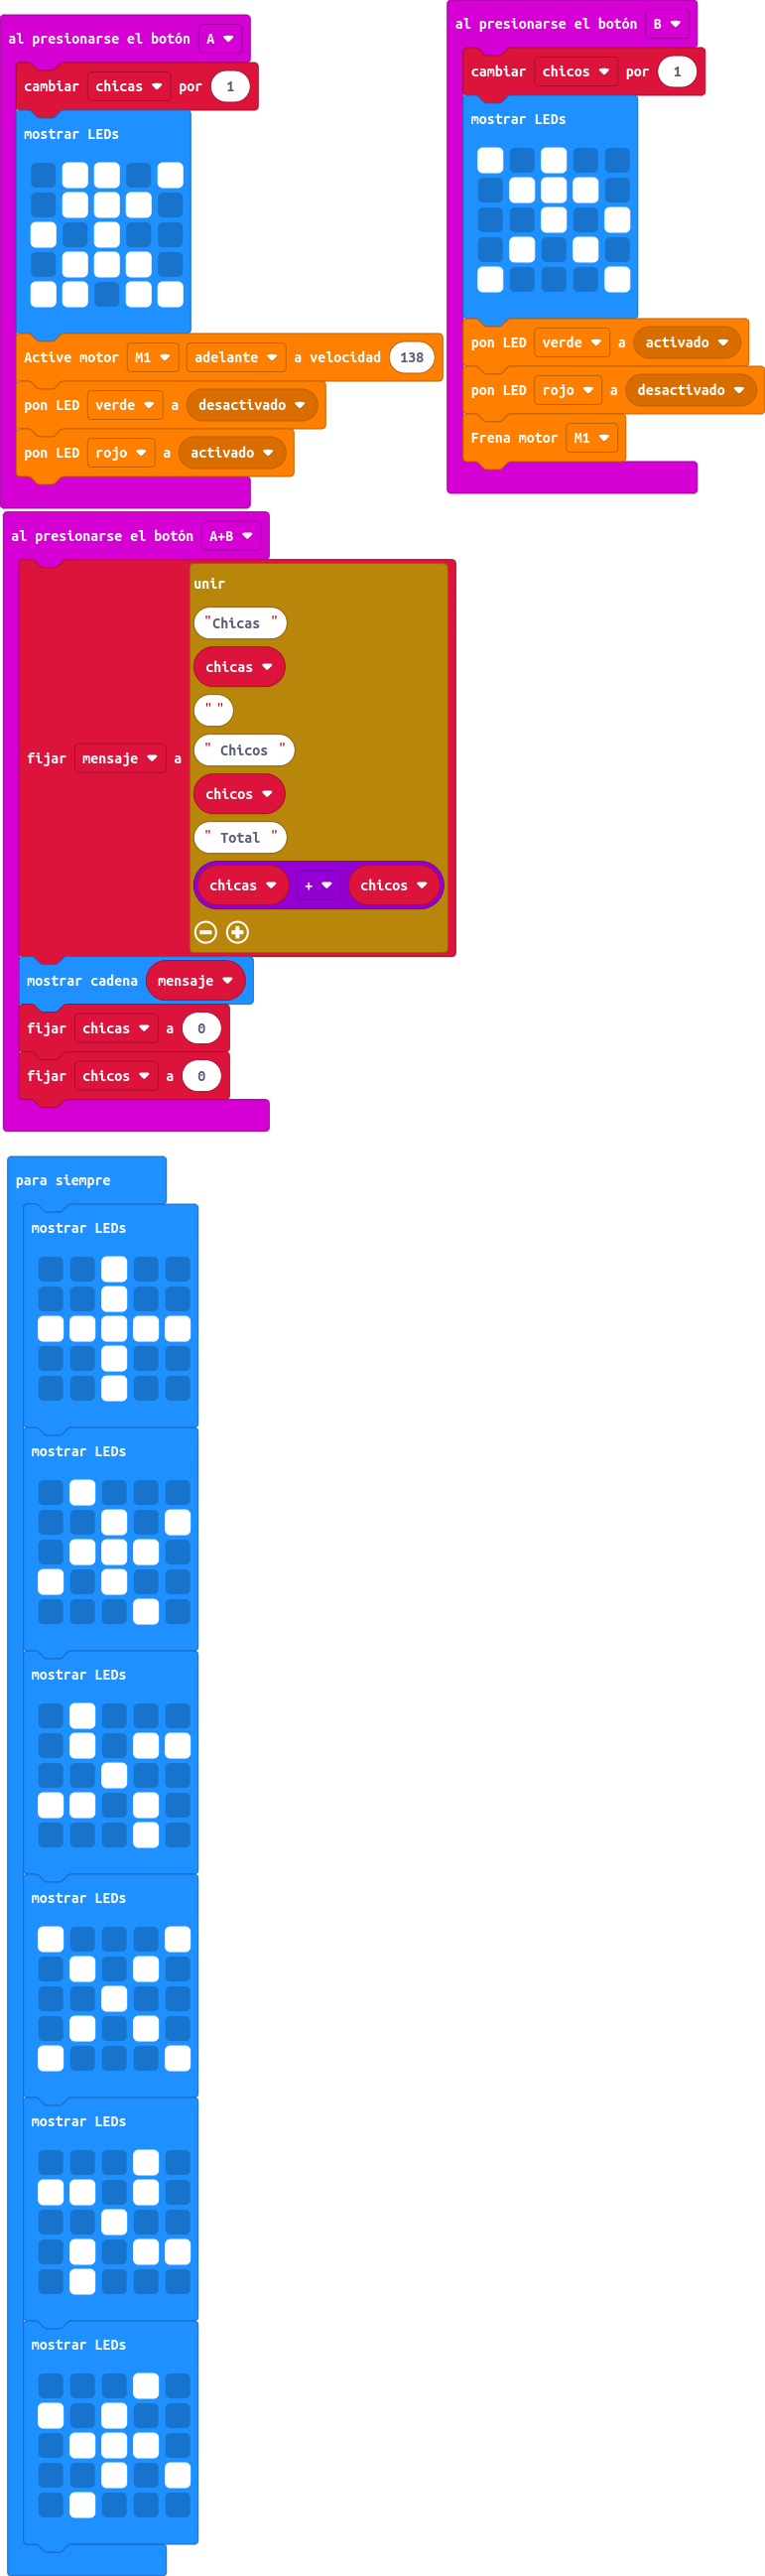 al presionarse el botón A
cambiar chicas por 1
mostrar LEDs
Active motor M1 adelante a velocidad 138
pon LED verde a desactivado
pon LED rojo a activado
al presionarse el botón B
cambiar chicos por 1
mostrar LEDs
pon LED verde a activado
pon LED rojo a desactivado
Frena motor M1
al presionarse el botón A+B
fijar mensaje a
unir
"Chicas "
chicas
" "
" Chicos "
chicos
" Total "
chicas + chicos
mostrar cadena mensaje
fijar chicas a 0
fijar chicos a 0
para siempre
mostrar LEDs
mostrar LEDs
mostrar LEDs
mostrar LEDs
mostrar LEDs
mostrar LEDs